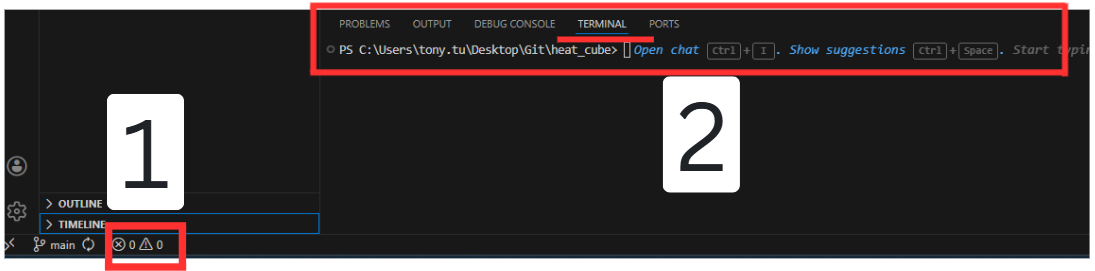 PROBLEMS OUTPUT DEBUG CONSOLE TERMINAL PORTS
PS C:\Users\tony.tu\Desktop\Git\heat_cube> Open chat Ctrl+I. Show suggestions Ctrl+Space. Start
1
2
OUTLINE
TIMELINE
main 0 0